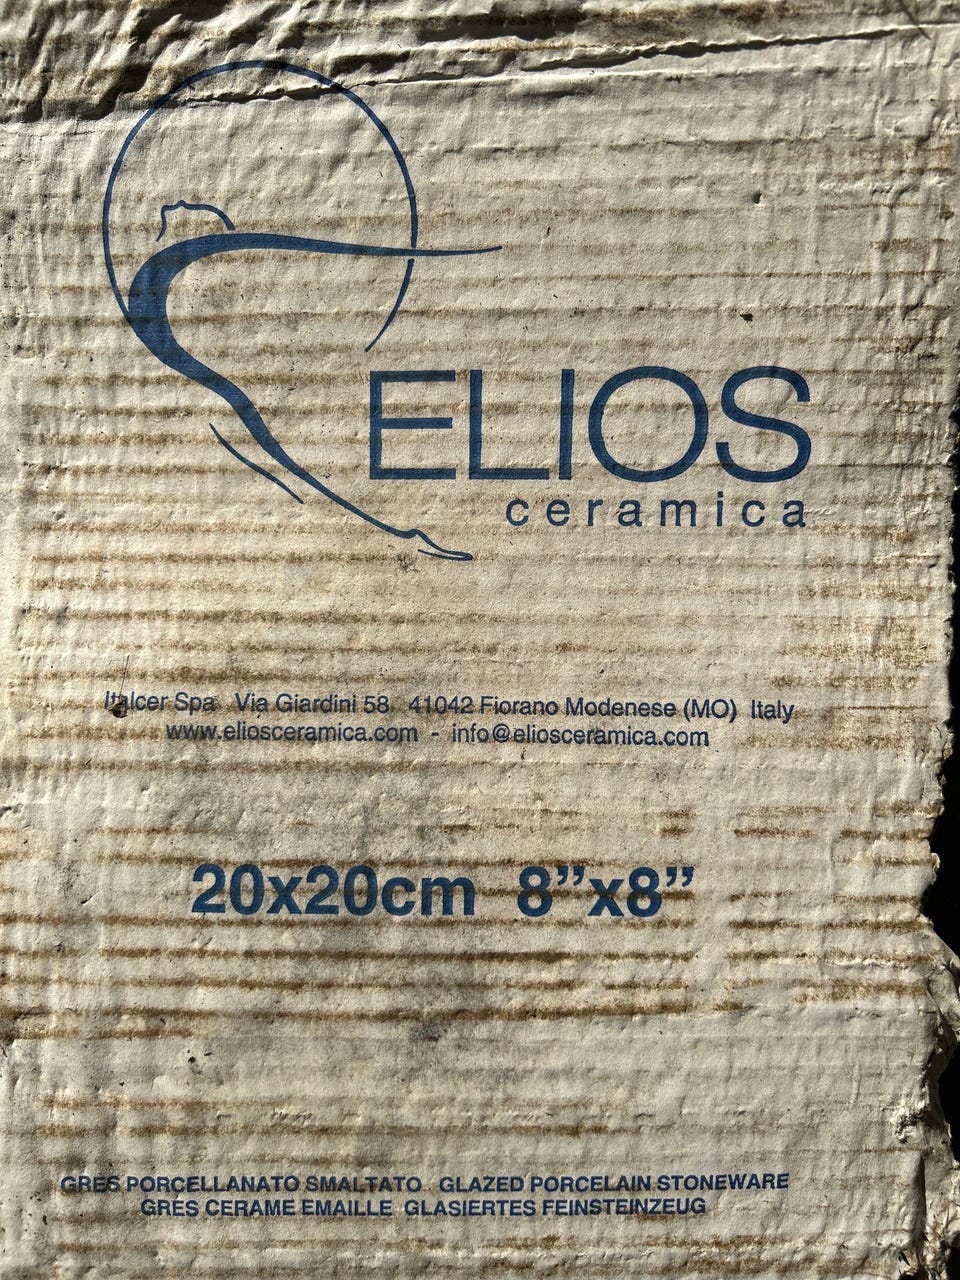 ELIOS
ceramica
Italcer Spa Via Giardini 58. 41042 Fiorano Modenese (MO) Italy
www.eliosceramica.com - info@eliosceramica.com
20x20cm 8”x8”
GRES PORCELLANATO SMALTATO GLAZED PORCELAIN STONEWARE
GRES CERAME EMAILLE GLASIERTES FEINSTEINZEUG